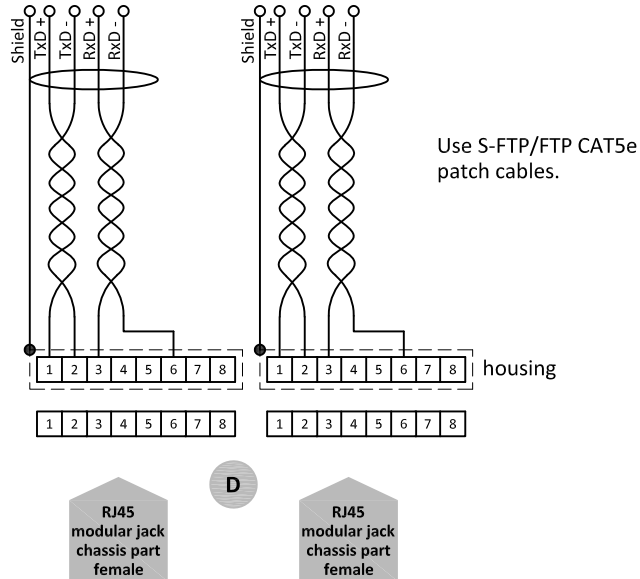 Shield TxD + TxD - RxD + RxD -
Shield TxD + TxD - RxD + RxD -
Use S-FTP/FTP CAT5e
patch cables.
1 2 3 4 5 6 7 8
1 2 3 4 5 6 7 8
housing
1 2 3 4 5 6 7 8
1 2 3 4 5 6 7 8
D
RJ45
modular jack
chassis part
female
RJ45
modular jack
chassis part
female